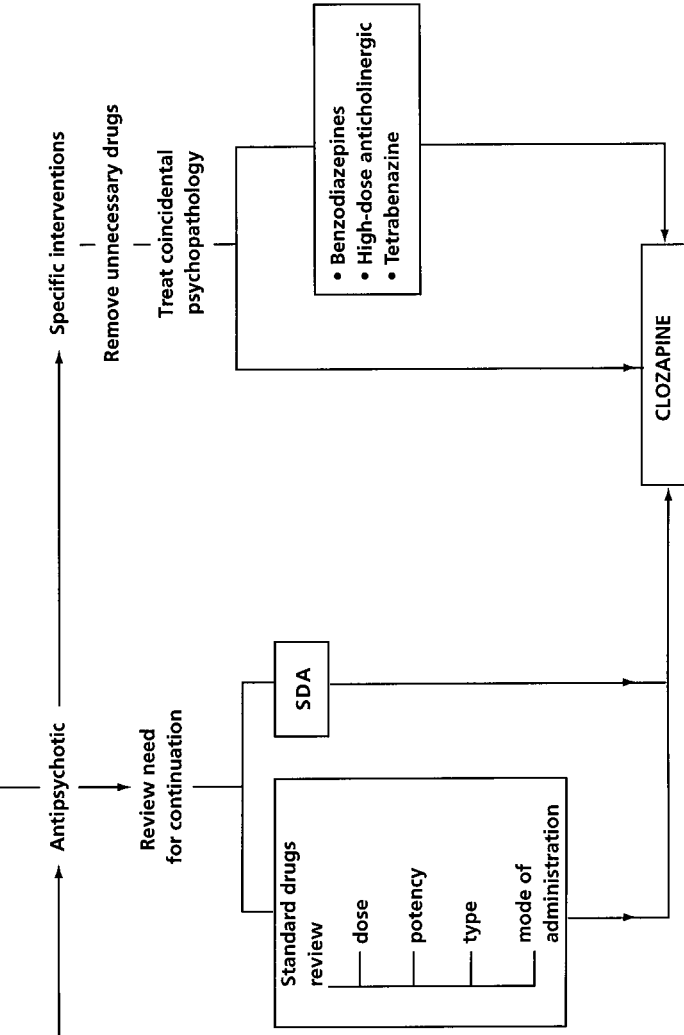 Antipsychotic
Specific interventions
Remove unnecessary drugs
Treat coincidental
psychopathology
Review need
for continuation
Standard drugs
review
dose
potency
type
mode of
administration
SDA
• Benzodiazepines
• High-dose anticholinergic
• Tetrabenazine
CLOZAPINE